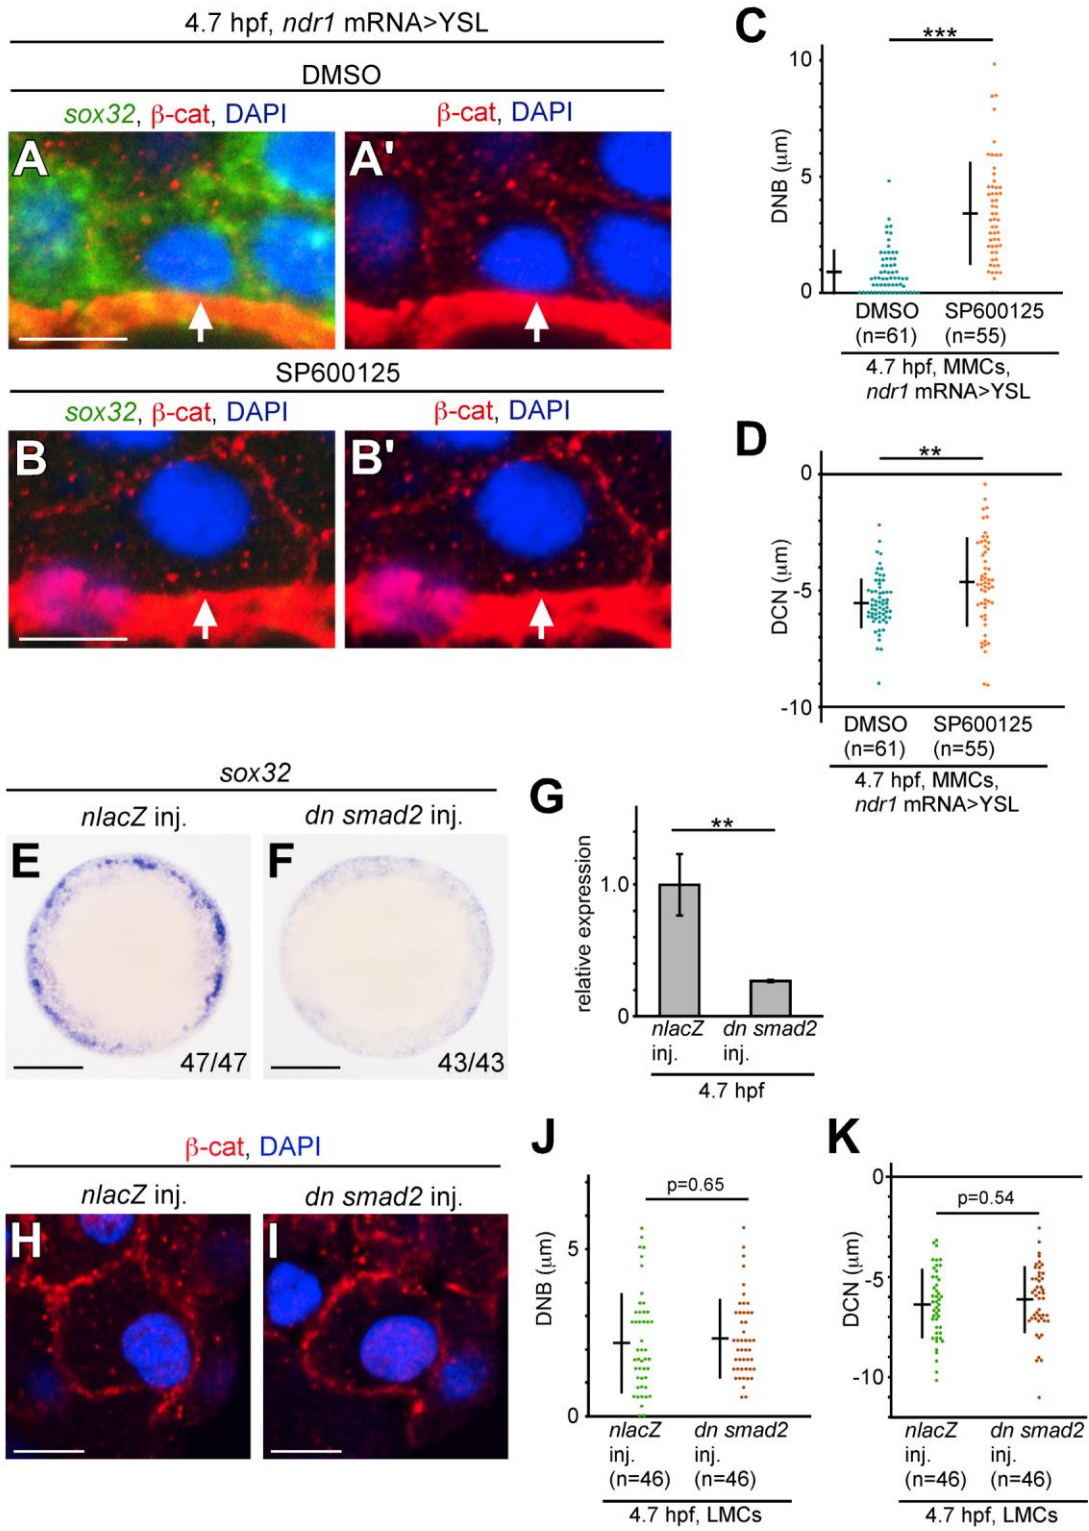 4.7 hpf, ndr1 mRNA>YSL
DMSO
sox32, β-cat, DAPI
β-cat, DAPI
A
A'
SP600125
sox32, β-cat, DAPI
β-cat, DAPI
B
B'
C
***
10
5
0
DNB (μm)
DMSO
(n=61)
SP600125
(n=55)
4.7 hpf, MMCs,
ndr1 mRNA>YSL
D
**
0
-5
-10
DCN (μm)
DMSO
(n=61)
SP600125
(n=55)
4.7 hpf, MMCs,
ndr1 mRNA>YSL
sox32
nlacZ inj.
dn smad2 inj.
E
47/47
F
43/43
G
**
1.0
0
relative expression
nlacZ
inj.
dn smad2
inj.
4.7 hpf
β-cat, DAPI
nlacZ inj.
dn smad2 inj.
H
I
J
p=0.65
5
0
DNB (μm)
nlacZ
inj.
(n=46)
dn smad2
inj.
(n=46)
4.7 hpf, LMCs
K
0
p=0.54
-5
-10
DCN (μm)
nlacZ
inj.
(n=46)
dn smad2
inj.
(n=46)
4.7 hpf, LMCs